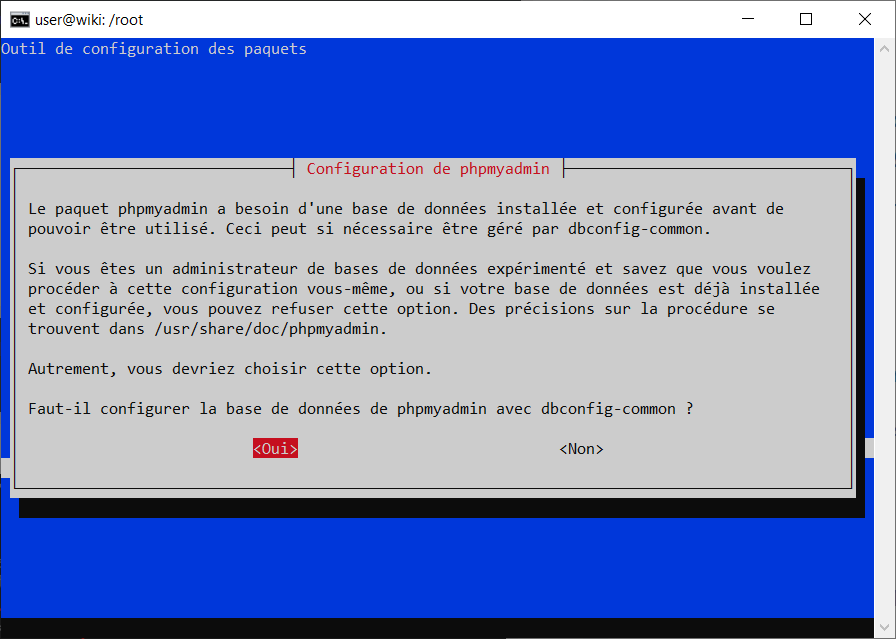 user@wiki: /root
Outil de configuration des paquets
Configuration de phpmyadmin
Le paquet phpmyadmin a besoin d'une base de données installée et configurée avant de
pouvoir être utilisé. Ceci peut si nécessaire être géré par dbconfig-common.
Si vous êtes un administrateur de bases de données expérimenté et savez que vous voulez
procéder à cette configuration vous-même, ou si votre base de données est déjà installée
et configurée, vous pouvez refuser cette option. Des précisions sur la procédure se
trouvent dans /usr/share/doc/phpmyadmin.
Autrement, vous devriez choisir cette option.
Faut-il configurer la base de données de phpmyadmin avec dbconfig-common ?
<Oui> <Non>